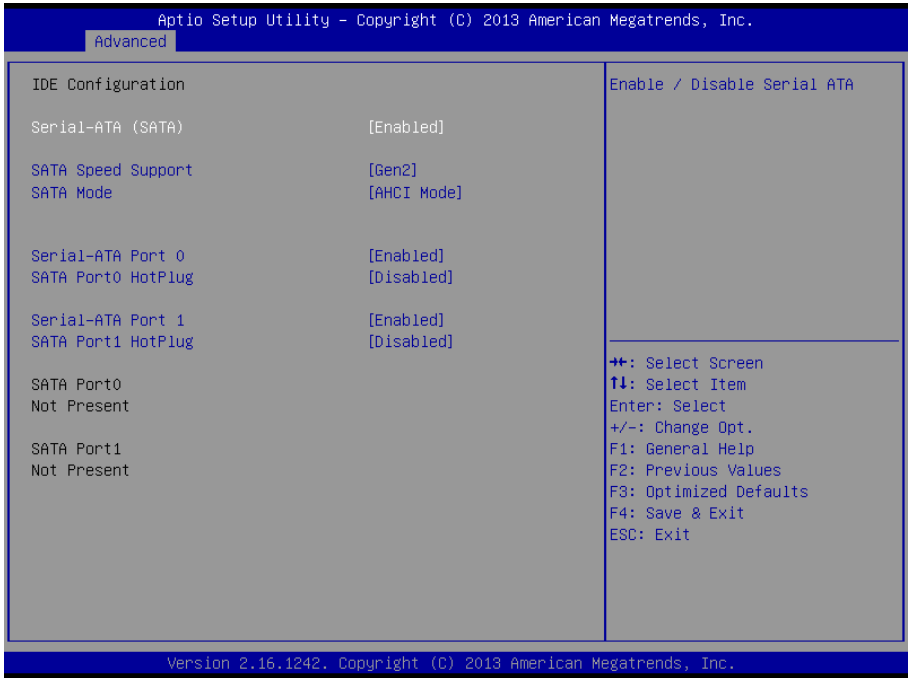 Aptio Setup Utility – Copyright (C) 2013 American Megatrends, Inc.
Advanced
IDE Configuration
Serial-ATA (SATA) [Enabled]
SATA Speed Support [Gen2]
SATA Mode [AHCI Mode]
Serial-ATA Port 0 [Enabled]
SATA Port0 HotPlug [Disabled]
Serial-ATA Port 1 [Enabled]
SATA Port1 HotPlug [Disabled]
SATA Port0
Not Present
SATA Port1
Not Present
Enable / Disable Serial ATA
→←: Select Screen
↑↓: Select Item
Enter: Select
+/-: Change Opt.
F1: General Help
F2: Previous Values
F3: Optimized Defaults
F4: Save & Exit
ESC: Exit
Version 2.16.1242. Copyright (C) 2013 American Megatrends, Inc.